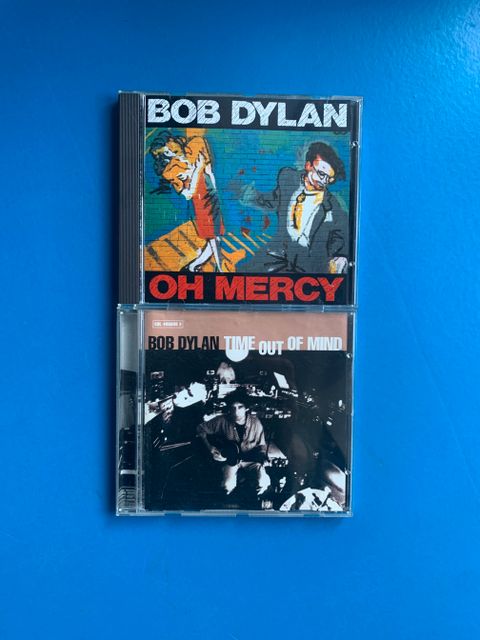 BOB DYLAN
OH MERCY
BOB DYLAN TIME OUT OF MIND